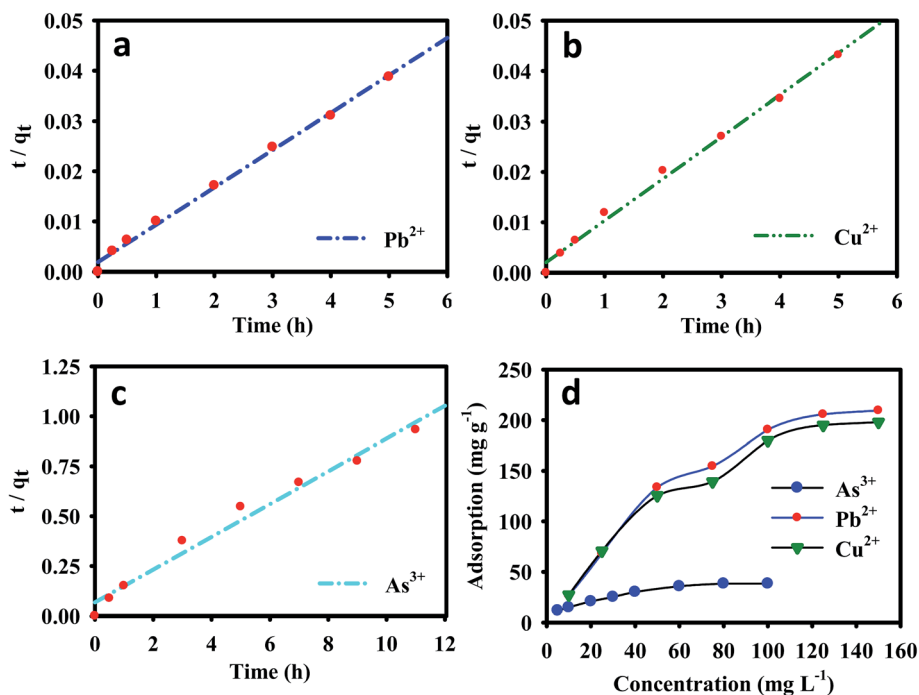 a
t / qt
0.05
0.04
0.03
0.02
0.01
0.00
Pb2+
0 1 2 3 4 5 6
Time (h)
b
t / qt
0.05
0.04
0.03
0.02
0.01
0.00
Cu2+
0 1 2 3 4 5 6
Time (h)
c
t / qt
1.25
1.00
0.75
0.50
0.25
0.00
As3+
0 2 4 6 8 10 12
Time (h)
d
Adsorption (mg g-1)
250
200
150
100
50
0
As3+
Pb2+
Cu2+
0 20 40 60 80 100 120 140 160
Concentration (mg L-1)